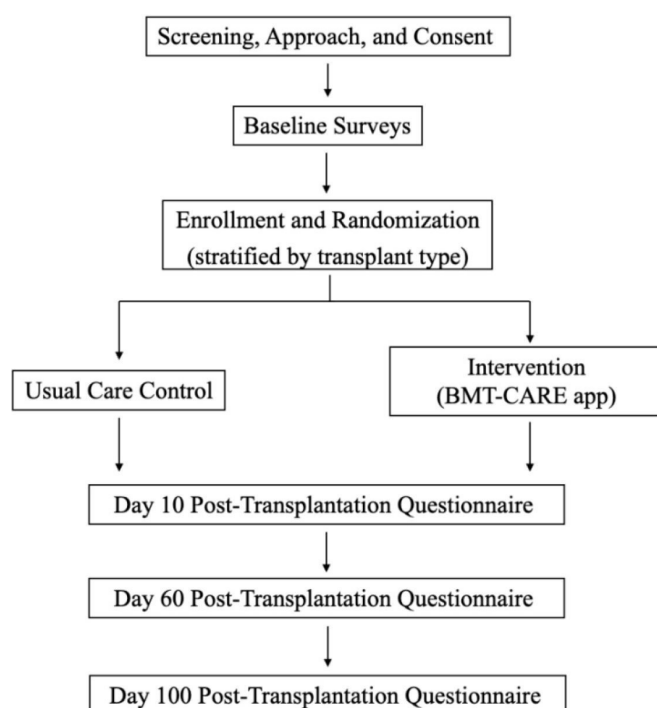 Screening, Approach, and Consent
Baseline Surveys
Enrollment and Randomization
(stratified by transplant type)
Usual Care Control
Intervention
(BMT-CARE app)
Day 10 Post-Transplantation Questionnaire
Day 60 Post-Transplantation Questionnaire
Day 100 Post-Transplantation Questionnaire